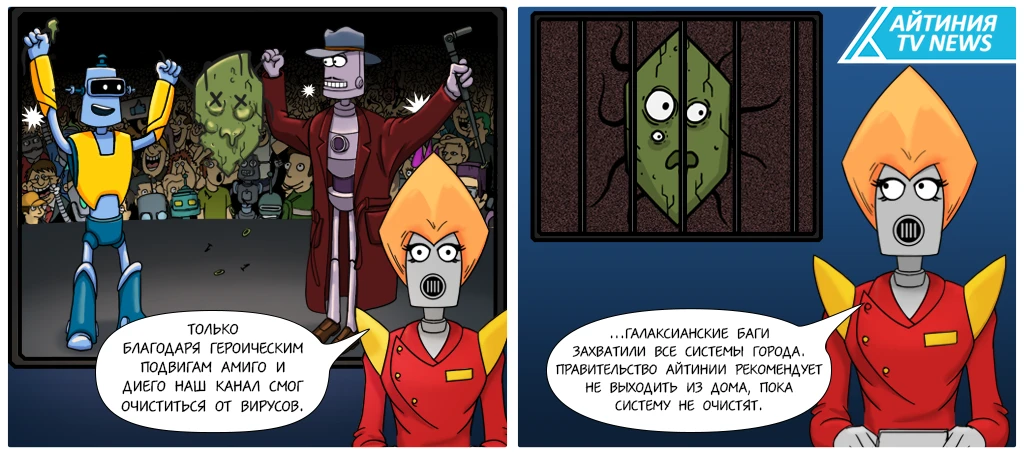 ТОЛЬКО
БЛАГОДАРЯ ГЕРОИЧЕСКИМ
ПОДВИГАМ АМИГО И
ДИЕГО НАШ КАНАЛ СМОГ
ОЧИСТИТЬСЯ ОТ ВИРУСОВ.
АЙТИНИЯ
TV NEWS
...ГАЛАКСИАНСКИЕ БАГИ
ЗАХВАТИЛИ ВСЕ СИСТЕМЫ ГОРОДА.
ПРАВИТЕЛЬСТВО АЙТИНИИ РЕКОМЕНДУЕТ
НЕ ВЫХОДИТЬ ИЗ ДОМА, ПОКА
СИСТЕМУ НЕ ОЧИСТЯТ.